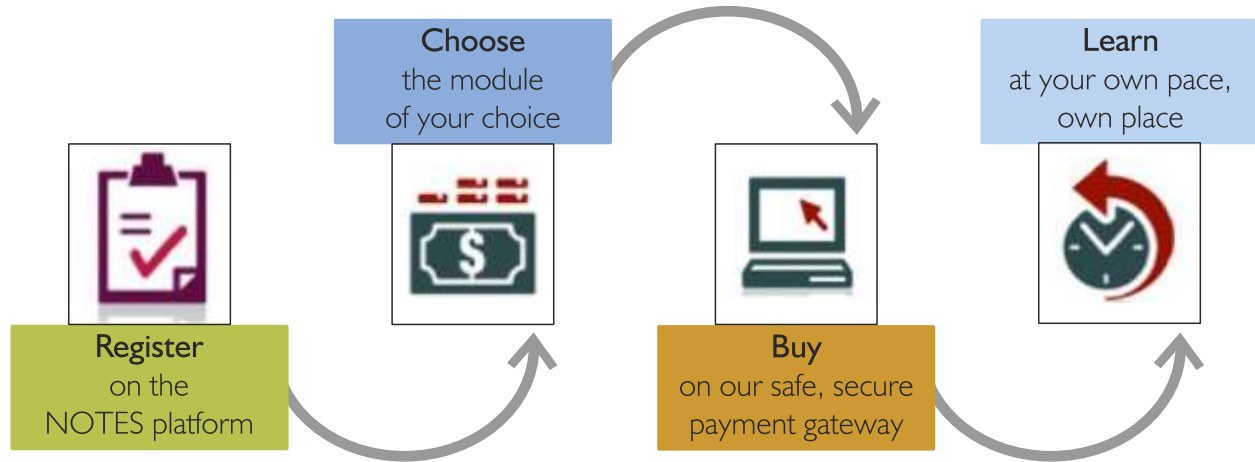 Register
on the
NOTES platform
Choose
the module
of your choice
$
Buy
on our safe, secure
payment gateway
Learn
at your own pace,
own place